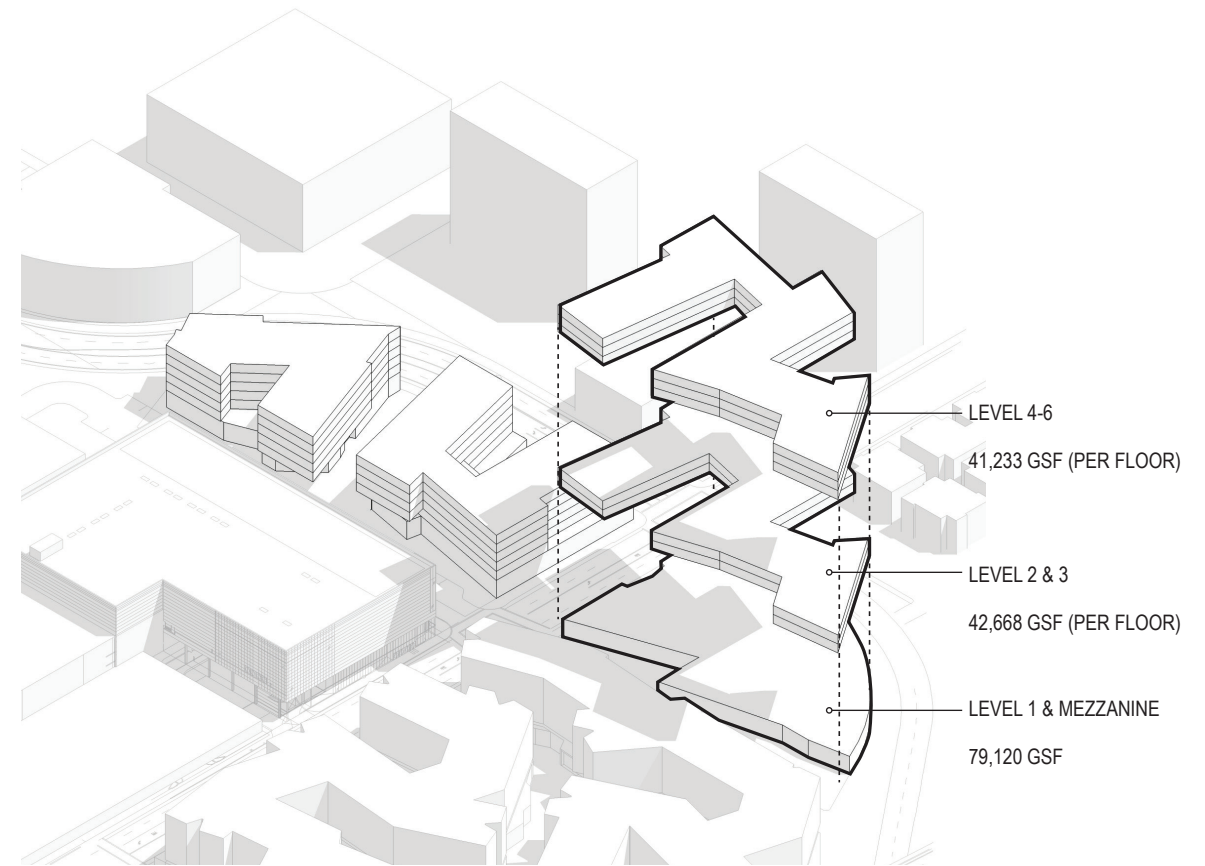 LEVEL 4-6
41,233 GSF (PER FLOOR)
LEVEL 2 & 3
42,668 GSF (PER FLOOR)
LEVEL 1 & MEZZANINE
79,120 GSF